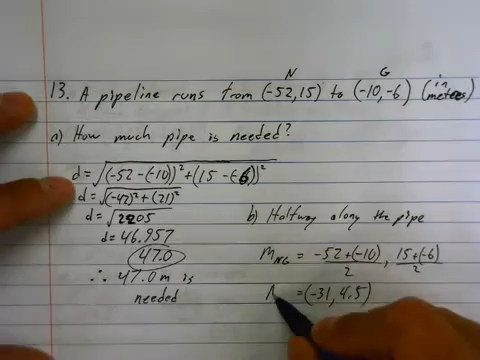 N G
13. A pipeline runs from (-52,15) to (-10,-6) (in metres)
a) How much pipe is needed?
d = √((-52-(-10))² + (15-(-6))²
d = √((-42)² + (21)²
d = √2205
d = 46.957
47.0
∴ 47.0 m is
needed
b) Halfway along the pipe
M_NG = -52+(-10)/2, 15+(-6)/2
= (-31, 4.5)